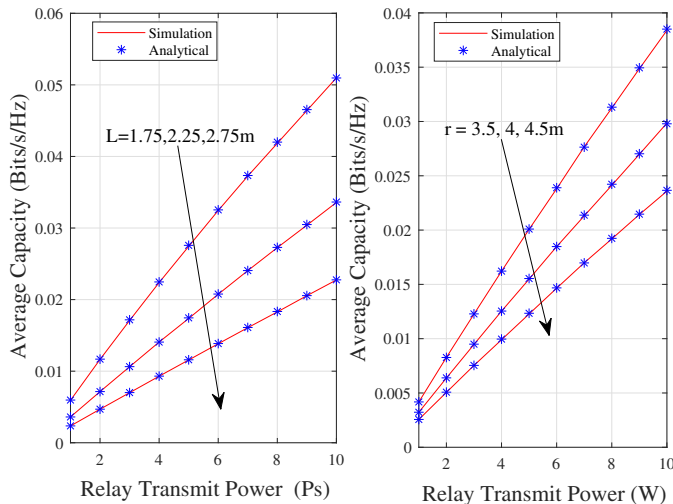 Simulation
Analytical
L=1.75,2.25,2.75m
Average Capacity (Bits/s/Hz)
0.06
0.05
0.04
0.03
0.02
0.01
0
2
4
6
8
10
Relay Transmit Power (Ps)
Simulation
Analytical
r = 3.5, 4, 4.5m
Average Capacity (Bits/s/Hz)
0.04
0.035
0.03
0.025
0.02
0.015
0.01
0.005
0
2
4
6
8
10
Relay Transmit Power (W)